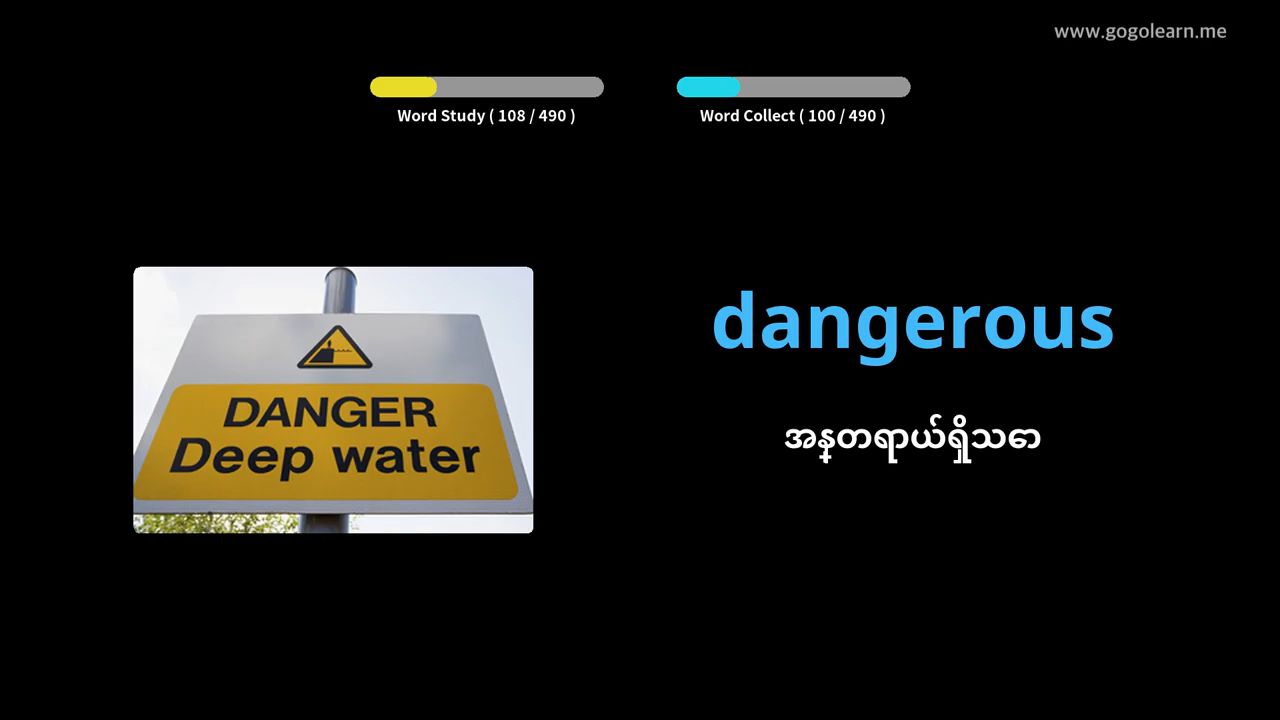 www.gogolearn.me
Word Study ( 108 / 490 )
Word Collect ( 100 / 490 )
DANGER
Deep water
dangerous
အန္တရာယ်ရှိသော